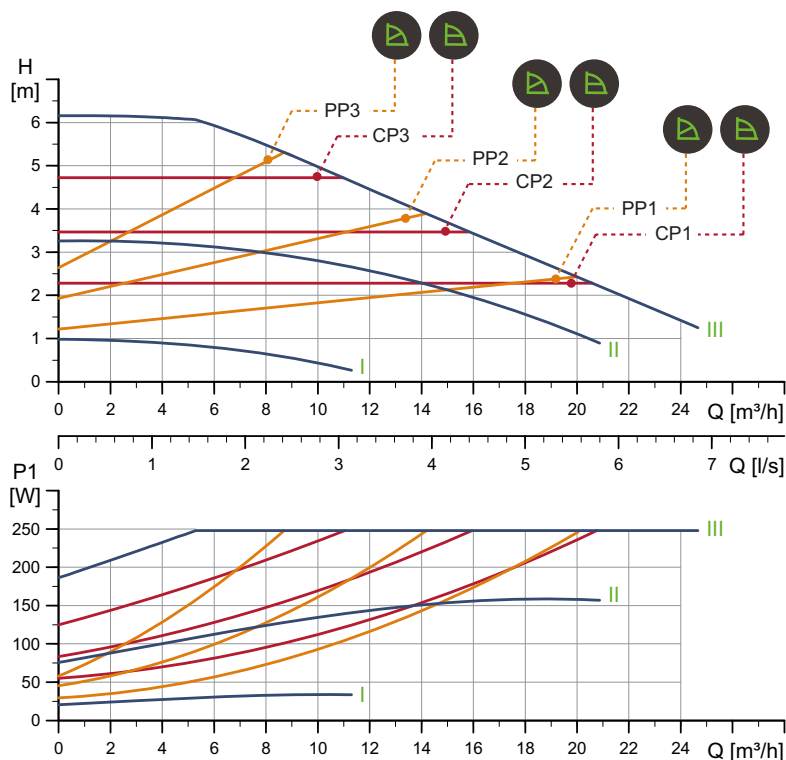 H
[m]
PP3
CP3
PP2
CP2
PP1
CP1
6
5
4
3
2
1
0
III
II
I
0 2 4 6 8 10 12 14 16 18 20 22 24 Q [m³/h]
0 1 2 3 4 5 6 7 Q [l/s]
P1
[W]
250
200
150
100
50
0
III
II
I
0 2 4 6 8 10 12 14 16 18 20 22 24 Q [m³/h]